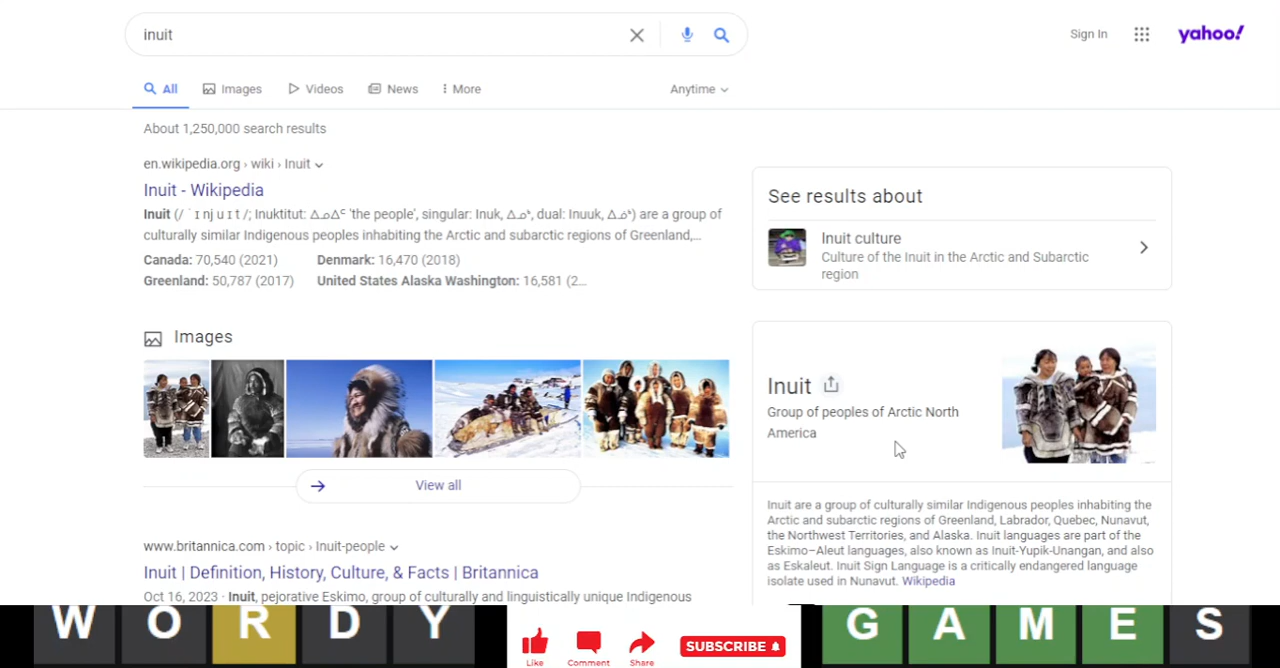 inuit
Sign In
yahoo!
All
Images
Videos
News
More
Anytime
About 1,250,000 search results
en.wikipedia.org › wiki › Inuit
Inuit - Wikipedia
Inuit (/ ˈ ɪ nj u ɪ t /; Inuktitut: ᐃᓄᐃᑦ 'the people', singular: Inuk, ᐃᓄᒃ, dual: Inuuk, ᐃᓅᒃ) are a group of
culturally similar Indigenous peoples inhabiting the Arctic and subarctic regions of Greenland,...
Canada: 70,540 (2021) Denmark: 16,470 (2018)
Greenland: 50,787 (2017) United States Alaska Washington: 16,581 (2...
Images
View all
www.britannica.com › topic › Inuit-people
Inuit | Definition, History, Culture, & Facts | Britannica
Oct 16, 2023 · Inuit, pejorative Eskimo, group of culturally and linguistically unique Indigenous
See results about
Inuit culture
Culture of the Inuit in the Arctic and Subarctic
region
Inuit
Group of peoples of Arctic North
America
Inuit are a group of culturally similar Indigenous peoples inhabiting the
Arctic and subarctic regions of Greenland, Labrador, Quebec, Nunavut,
the Northwest Territories, and Alaska. Inuit languages are part of the
Eskimo–Aleut languages, also known as Inuit-Yupik-Unangan, and also
as Eskaleut. Inuit Sign Language is a critically endangered language
isolate used in Nunavut. Wikipedia
WORDY
Like
Comment
Share
SUBSCRIBE
GAMES